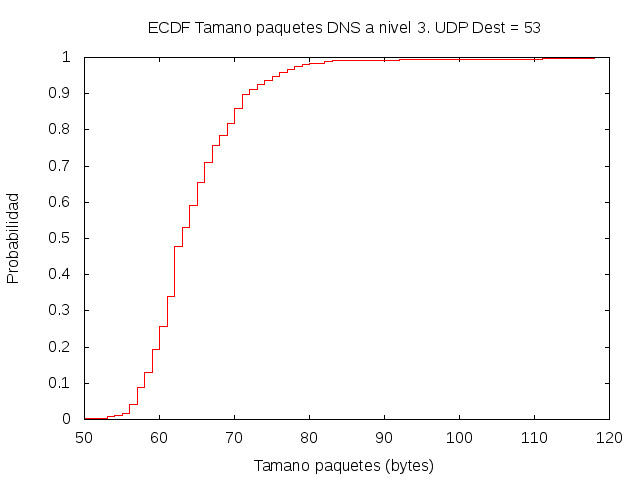 ECDF Tamano paquetes DNS a nivel 3. UDP Dest = 53
1
0.9
0.8
0.7
0.6
0.5
0.4
0.3
0.2
0.1
0
Probabilidad
50 60 70 80 90 100 110 120
Tamano paquetes (bytes)